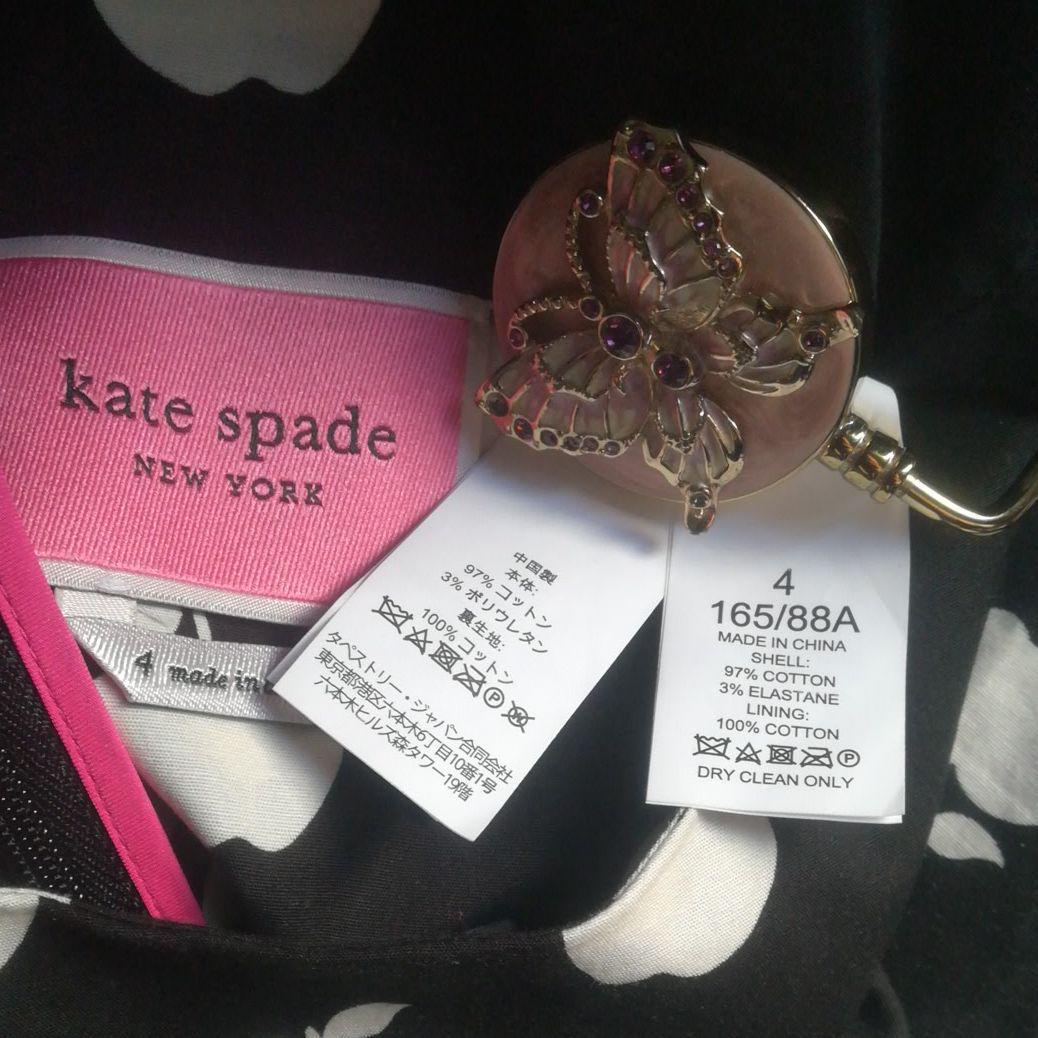 kate spade
NEW YORK
4 made in
中国製
本体:
97% コットン
3% ポリウレタン
裏生地:
100% コットン
タペストリー・ジャパン合同会社
東京都港区六本木6丁目10番1号
六本木ヒルズ森タワー19階
4
165/88A
MADE IN CHINA
SHELL:
97% COTTON
3% ELASTANE
LINING:
100% COTTON
DRY CLEAN ONLY